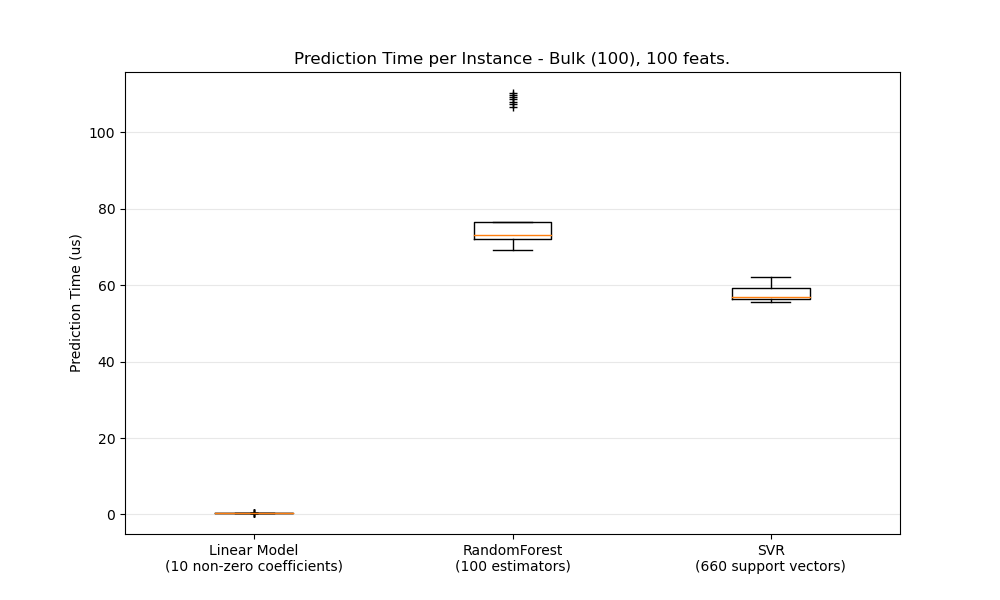 Prediction Time per Instance - Bulk (100), 100 feats.
Prediction Time (us)
100
80
60
40
20
0
Linear Model
(10 non-zero coefficients)
RandomForest
(100 estimators)
SVR
(660 support vectors)